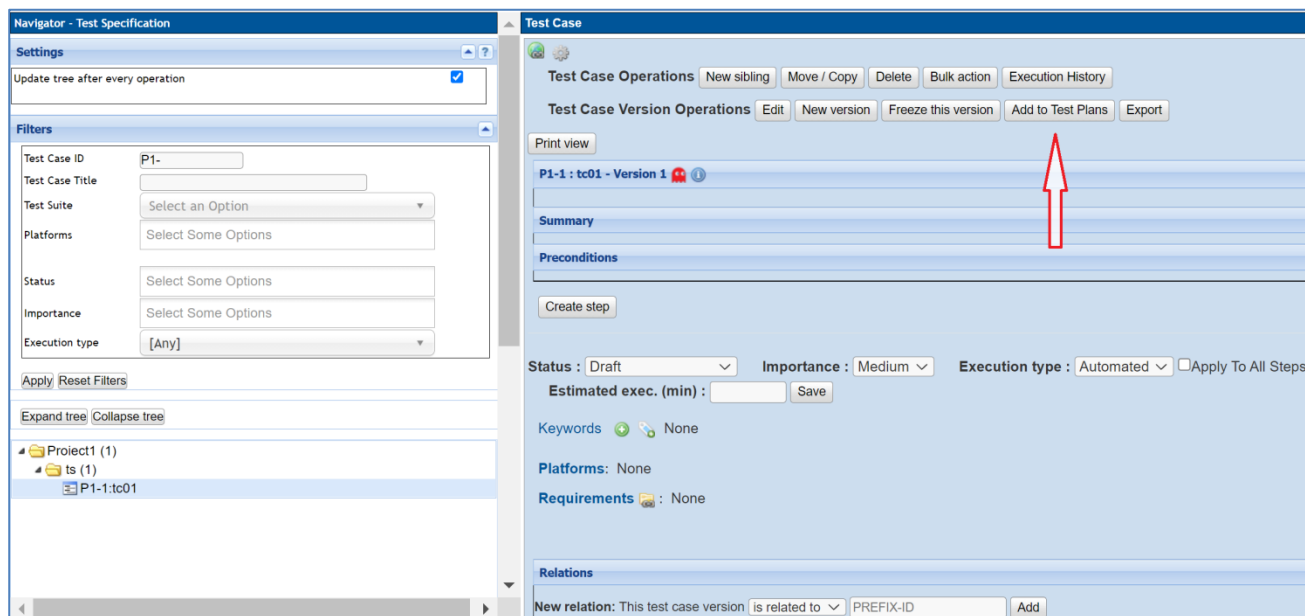 Navigator - Test Specification
Settings
?
Update tree after every operation
Filters
Test Case ID P1-
Test Case Title
Test Suite Select an Option
Platforms Select Some Options
Status Select Some Options
Importance Select Some Options
Execution type [Any]
Apply Reset Filters
Expand tree Collapse tree
Proiect1 (1)
ts (1)
P1-1:tc01
Test Case
Test Case Operations New sibling Move / Copy Delete Bulk action Execution History
Test Case Version Operations Edit New version Freeze this version Add to Test Plans Export
Print view
P1-1 : tc01 - Version 1
Summary
Preconditions
Create step
Status : Draft Importance : Medium Execution type : Automated Apply To All Steps
Estimated exec. (min) : Save
Keywords None
Platforms: None
Requirements : None
Relations
New relation: This test case version is related to PREFIX-ID Add